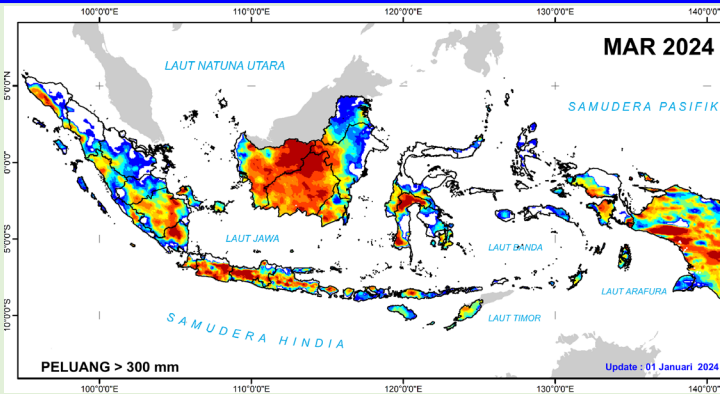 100°0'0"E 110°0'0"E 120°0'0"E 130°0'0"E 140°0'0"
MAR 2024
LAUT NATUNA UTARA
5°0'0"N
SAMUDERA PASIFIK
0°0'0"
LAUT JAWA
LAUT BANDA
5°0'0"S
LAUT ARAFURA
10°0'0"S
SAMUDERA HINDIA
LAUT TIMOR
PELUANG > 300 mm
Update : 01 Januari 2024
100°0'0"E 110°0'0"E 120°0'0"E 130°0'0"E 140°0'0"